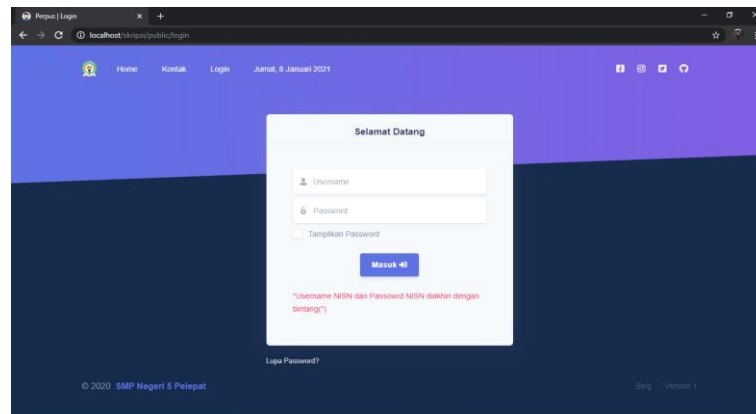 Perpus | Login
localhost/skripsi/public/login
Home Kontak Login Jumat, 8 Januari 2021
Selamat Datang
Username
Password
Tampilkan Password
Masuk
*Username NISN dan Passowrd NISN diakhiri dengan
bintang(*)
Lupa Password?
© 2020 SMP Negeri 5 Pelepat
Blog Version 1